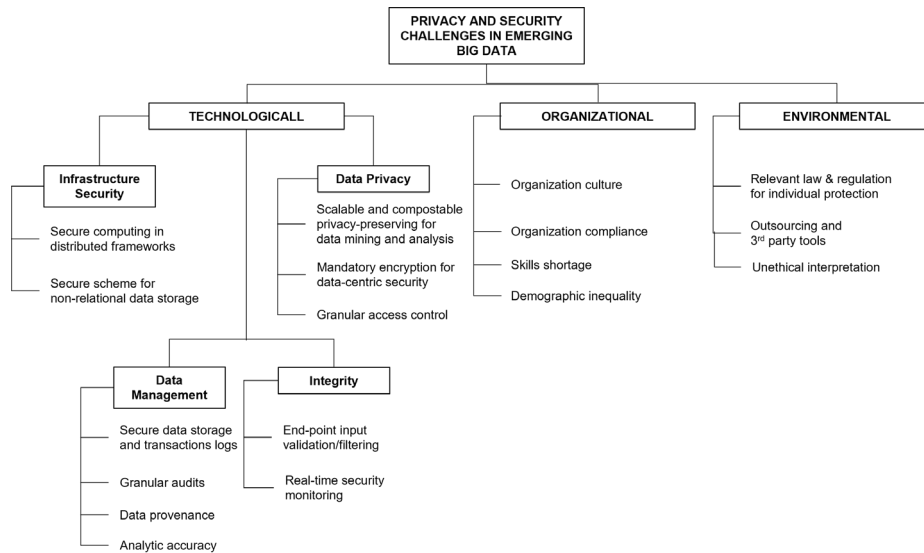 PRIVACY AND SECURITY
CHALLENGES IN EMERGING
BIG DATA
TECHNOLOGICALL
ORGANIZATIONAL
ENVIRONMENTAL
Infrastructure
Security
Secure computing in
distributed frameworks
Secure scheme for
non-relational data storage
Data Privacy
Scalable and compostable
privacy-preserving for
data mining and analysis
Mandatory encryption for
data-centric security
Granular access control
Organization culture
Organization compliance
Skills shortage
Demographic inequality
Relevant law & regulation
for individual protection
Outsourcing and
3rd party tools
Unethical interpretation
Data
Management
Secure data storage
and transactions logs
Granular audits
Data provenance
Analytic accuracy
Integrity
End-point input
validation/filtering
Real-time security
monitoring